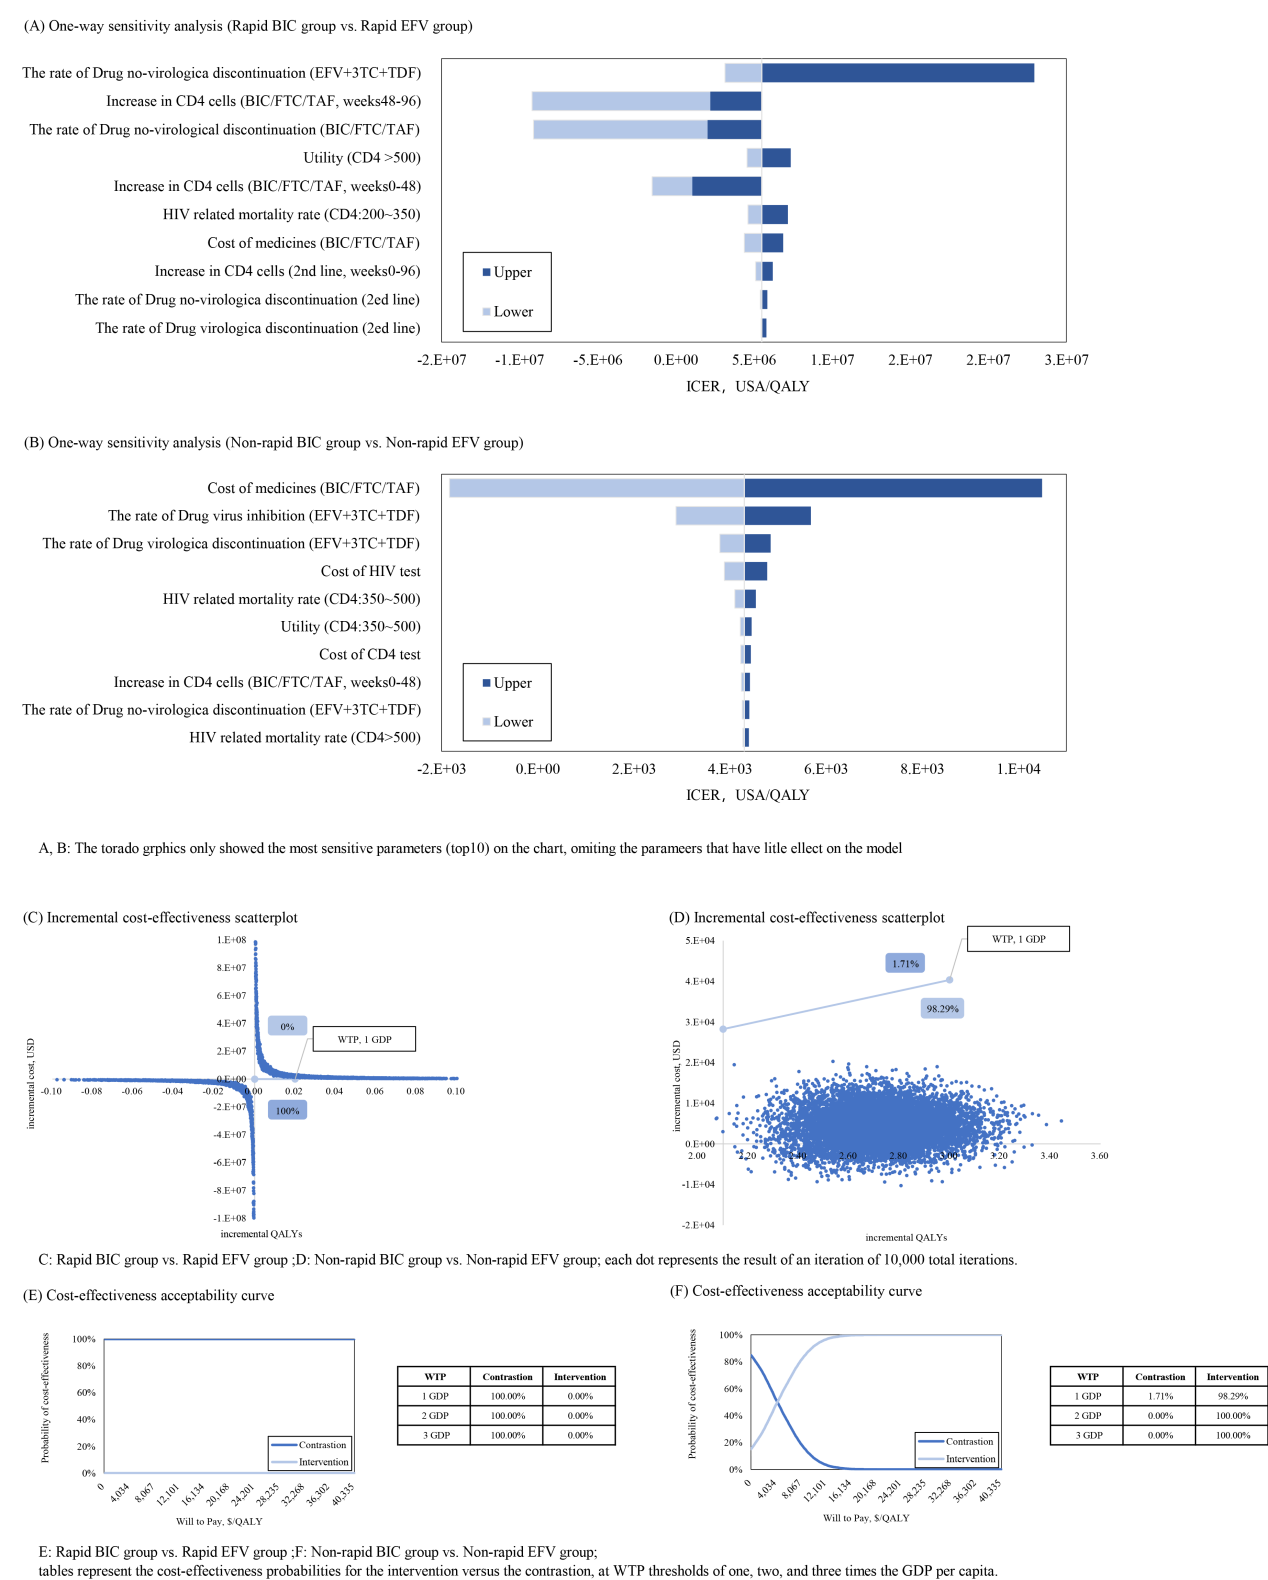 (A) One-way sensitivity analysis (Rapid BIC group vs. Rapid EFV group)
The rate of Drug no-virologica discontinuation (EFV+3TC+TDF)
Increase in CD4 cells (BIC/FTC/TAF, weeks48-96)
The rate of Drug no-virological discontinuation (BIC/FTC/TAF)
Utility (CD4 >500)
Increase in CD4 cells (BIC/FTC/TAF, weeks0-48)
HIV related mortality rate (CD4:200~350)
Cost of medicines (BIC/FTC/TAF)
Increase in CD4 cells (2nd line, weeks0-96)
The rate of Drug no-virologica discontinuation (2ed line)
The rate of Drug virologica discontinuation (2ed line)
Upper
Lower
-2.E+07 -1.E+07 -5.E+06 0.E+00 5.E+06 1.E+07 2.E+07 2.E+07 3.E+07
ICER, USA/QALY
(B) One-way sensitivity analysis (Non-rapid BIC group vs. Non-rapid EFV group)
Cost of medicines (BIC/FTC/TAF)
The rate of Drug virus inhibition (EFV+3TC+TDF)
The rate of Drug virologica discontinuation (EFV+3TC+TDF)
Cost of HIV test
HIV related mortality rate (CD4:350~500)
Utility (CD4:350~500)
Cost of CD4 test
Increase in CD4 cells (BIC/FTC/TAF, weeks0-48)
The rate of Drug no-virologica discontinuation (EFV+3TC+TDF)
HIV related mortality rate (CD4>500)
Upper
Lower
-2.E+03 0.E+00 2.E+03 4.E+03 6.E+03 8.E+03 1.E+04
ICER, USA/QALY
A, B: The torado grphics only showed the most sensitive parameters (top10) on the chart, omiting the parameers that have litle ellect on the model
(C) Incremental cost-effectiveness scatterplot
incremental cost, USD
1.E+08
8.E+07
6.E+07
4.E+07
2.E+07
0.E+00
-2.E+07
-4.E+07
-6.E+07
-8.E+07
-1.E+08
-0.10 -0.08 -0.06 -0.04 -0.02 0.00 0.02 0.04 0.06 0.08 0.10
0%
WTP, 1 GDP
100%
incremental QALYs
(D) Incremental cost-effectiveness scatterplot
incremental cost, USD
5.E+04
4.E+04
3.E+04
2.E+04
1.E+04
0.E+00
-1.E+04
-2.E+04
2.00 2.20 2.40 2.60 2.80 3.00 3.20 3.40 3.60
WTP, 1 GDP
1.71%
98.29%
incremental QALYs
C: Rapid BIC group vs. Rapid EFV group ;D: Non-rapid BIC group vs. Non-rapid EFV group; each dot represents the result of an iteration of 10,000 total iterations.
(E) Cost-effectiveness acceptability curve
Probability of cost-effectiveness
100%
80%
60%
40%
20%
0%
Contrastion
Intervention
0 4,034 8,067 12,101 16,134 20,168 24,201 28,235 32,268 36,302 40,335
Will to Pay, $/QALY
WTP Contrastion Intervention
1 GDP 100.00% 0.00%
2 GDP 100.00% 0.00%
3 GDP 100.00% 0.00%
(F) Cost-effectiveness acceptability curve
Probability of cost-effectiveness
100%
80%
60%
40%
20%
0%
Contrastion
Intervention
0 4,034 8,067 12,101 16,134 20,168 24,201 28,235 32,268 36,302 40,335
Will to Pay, $/QALY
WTP Contrastion Intervention
1 GDP 1.71% 98.29%
2 GDP 0.00% 100.00%
3 GDP 0.00% 100.00%
E: Rapid BIC group vs. Rapid EFV group ;F: Non-rapid BIC group vs. Non-rapid EFV group;
tables represent the cost-effectiveness probabilities for the intervention versus the contrastion, at WTP thresholds of one, two, and three times the GDP per capita.